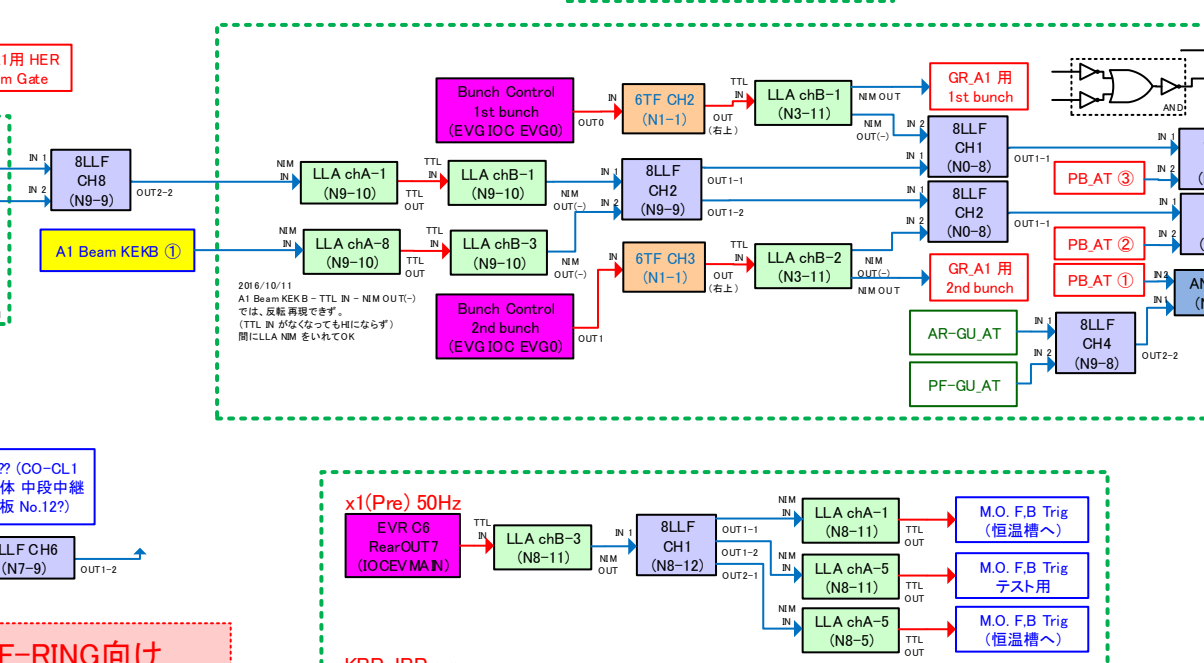 1用 HER
m Gate
8LLF
CH8
(N9-9)
IN 1
IN 2
OUT2-2
A1 Beam KEKB ①
NIM
IN
LLA chA-1
(N9-10)
TTL
OUT
TTL
IN
LLA chB-1
(N9-10)
NIM
OUT(-)
NIM
IN
LLA chA-8
(N9-10)
TTL
OUT
TTL
IN
LLA chB-3
(N9-10)
NIM
OUT(-)
2016/10/11
A1 Beam KEKB - TTL IN - NIM OUT(-)
では、反転再現できず。
(TTL IN がなくなってもHIにならず)
間にLLA NIM をいれてOK
Bunch Control
1st bunch
(EVG IOC EVG0)
OUT0
IN
6TF CH2
(N1-1)
OUT
(右上)
TTL
IN
LLA chB-1
(N3-11)
NIM OUT
NIM
OUT(-)
GR_A1 用
1st bunch
IN 1
IN 2
8LLF
CH2
(N9-9)
OUT1-1
OUT1-2
IN 2
IN 1
8LLF
CH1
(N0-8)
OUT1-1
IN 1
IN 2
8LLF
CH2
(N0-8)
OUT1-1
Bunch Control
2nd bunch
(EVG IOC EVG0)
OUT1
IN
6TF CH3
(N1-1)
OUT
(右上)
TTL
IN
LLA chB-2
(N3-11)
NIM
OUT(-)
NIM OUT
GR_A1 用
2nd bunch
AND
PB_AT ③
IN 1
IN 2
PB_AT ②
IN 1
IN 2
PB_AT ①
IN2
IN1
AN
(N
AR-GU_AT
PF-GU_AT
IN 1
IN 2
8LLF
CH4
(N9-8)
OUT2-2
?? (CO-CL1
体 中段中継
板 No.12?)
LLF CH6
(N7-9)
OUT1-2
F-RING向け
x1(Pre) 50Hz
EVR C6
RearOUT7
(IOCEVMAIN)
TTL
IN
LLA chB-3
(N8-11)
NIM
OUT
IN 1
8LLF
CH1
(N8-12)
OUT1-1
OUT1-2
OUT2-1
NIM
IN
LLA chA-1
(N8-11)
TTL
OUT
M.O. F,B Trig
(恒温槽へ)
NIM
IN
LLA chA-5
(N8-11)
TTL
OUT
M.O. F,B Trig
テスト用
NIM
IN
LLA chA-5
(N8-5)
TTL
OUT
M.O. F,B Trig
(恒温槽へ)